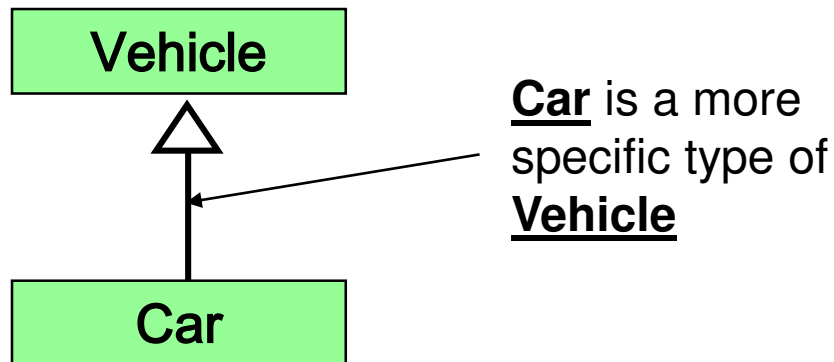 Vehicle
Car is a more
specific type of
Vehicle
Car